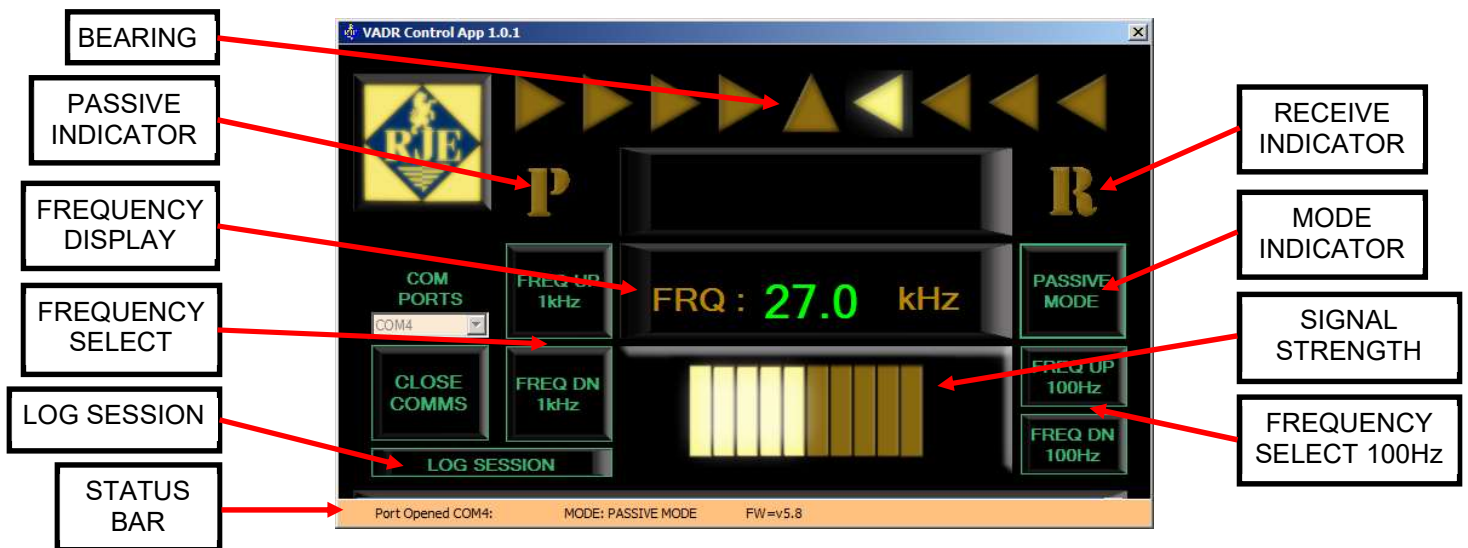 BEARING
PASSIVE
INDICATOR
FREQUENCY
DISPLAY
FREQUENCY
SELECT
LOG SESSION
STATUS
BAR
VADR Control App 1.0.1
RJE
P
R
COM
PORTS
COM4
FREQ UP
1kHz
FRQ : 27.0 kHz
PASSIVE
MODE
CLOSE
COMMS
FREQ DN
1kHz
FREQ UP
100Hz
FREQ DN
100Hz
LOG SESSION
Port Opened COM4: MODE: PASSIVE MODE FW=v5.8
RECEIVE
INDICATOR
MODE
INDICATOR
SIGNAL
STRENGTH
FREQUENCY
SELECT 100Hz